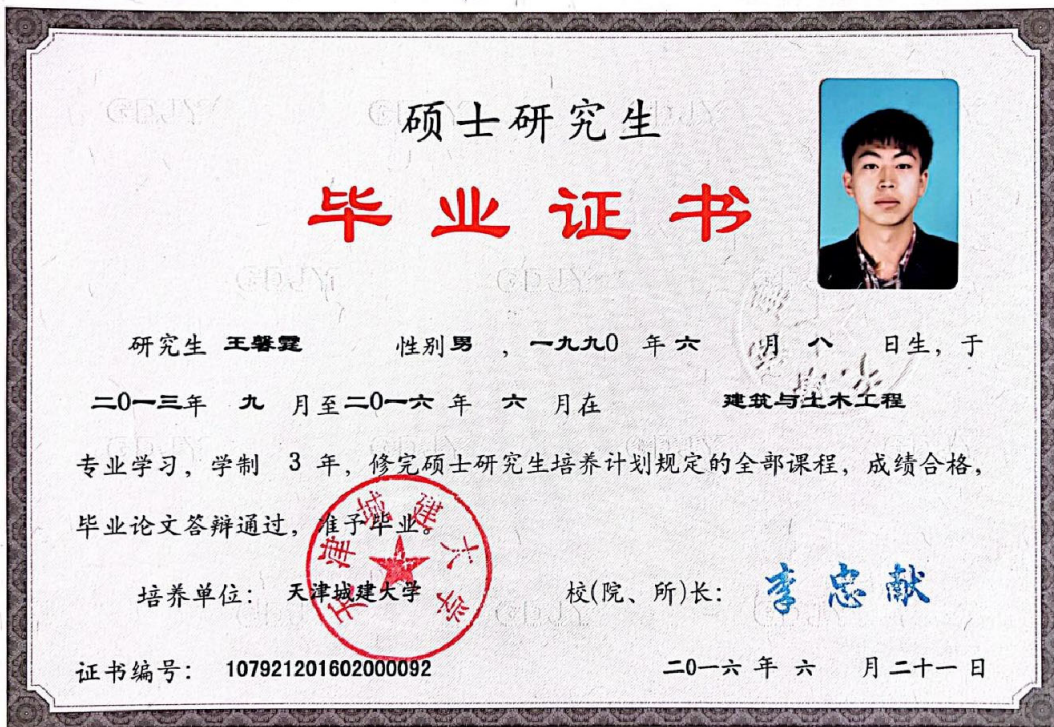 硕士研究生
毕业证书
研究生 王馨霆 性别 男 , 一九九0 年 六 月 八 日生, 于
二0一三年 九 月至二0一六 年 六 月在 建筑与土木工程
专业学习, 学制 3 年, 修完硕士研究生培养计划规定的全部课程, 成绩合格,
毕业论文答辩通过, 准予毕业。
天津城建大学
培养单位: 天津城建大学 校(院、所)长: 李忠献
证书编号: 107921201602000092 二0一六 年 六 月 二十一 日